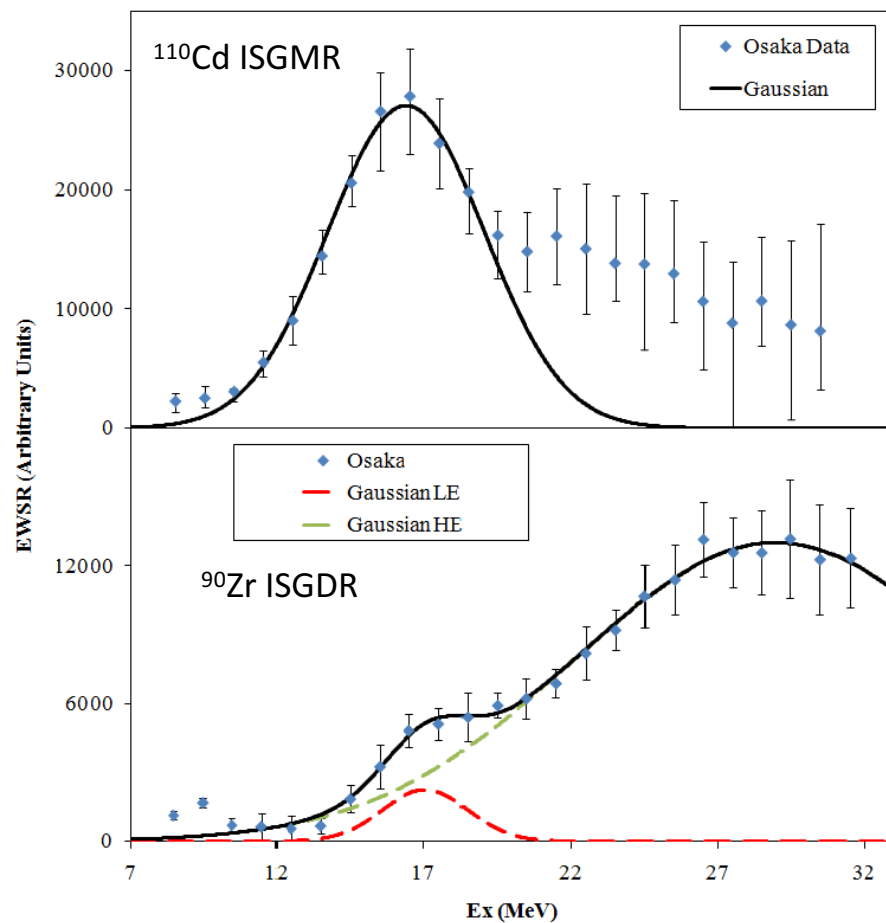 ¹¹⁰Cd ISGMR
Osaka Data
Gaussian
30000
20000
10000
0
EWSR (Arbitrary Units)
Osaka
Gaussian LE
Gaussian HE
⁹⁰Zr ISGDR
12000
6000
0
7 17 22 27 32
Ex (MeV)